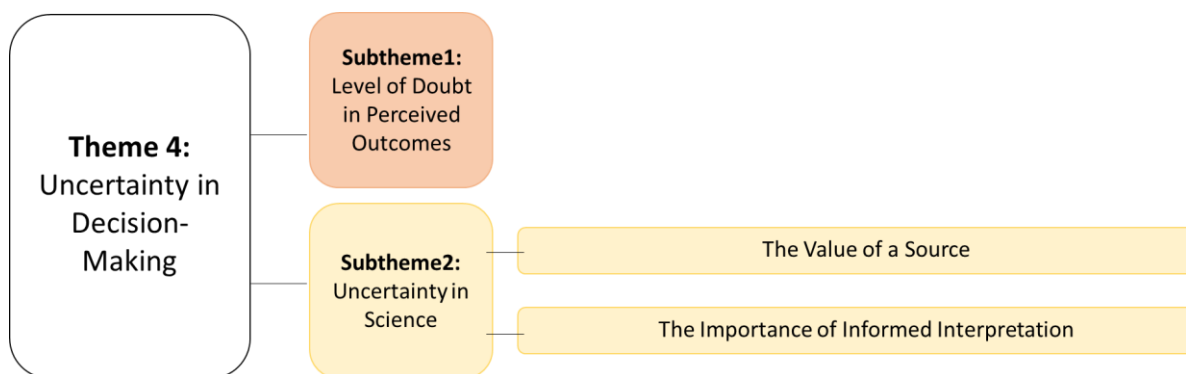 Theme 4:
Uncertainty in
Decision-
Making
Subtheme1:
Level of Doubt
in Perceived
Outcomes
Subtheme2:
Uncertainty in
Science
The Value of a Source
The Importance of Informed Interpretation